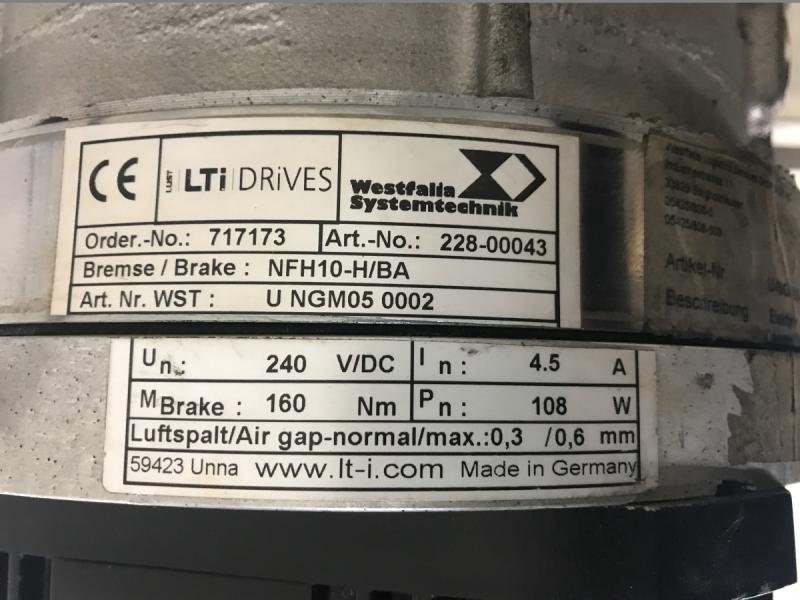 CE LUST LTi DRiVES Westfalia Systemtechnik
Order.-No.: 717173 Art.-No.: 228-00043
Bremse / Brake : NFH10-H/BA
Art. Nr. WST : U NGM05 0002
Un: 240 V/DC In: 4.5 A
MBrake : 160 Nm Pn: 108 W
Luftspalt/Air gap-normal/max.:0,3 /0,6 mm
59423 Unna www.lt-i.com Made in Germany
Artikel-Nr
Beschreibung